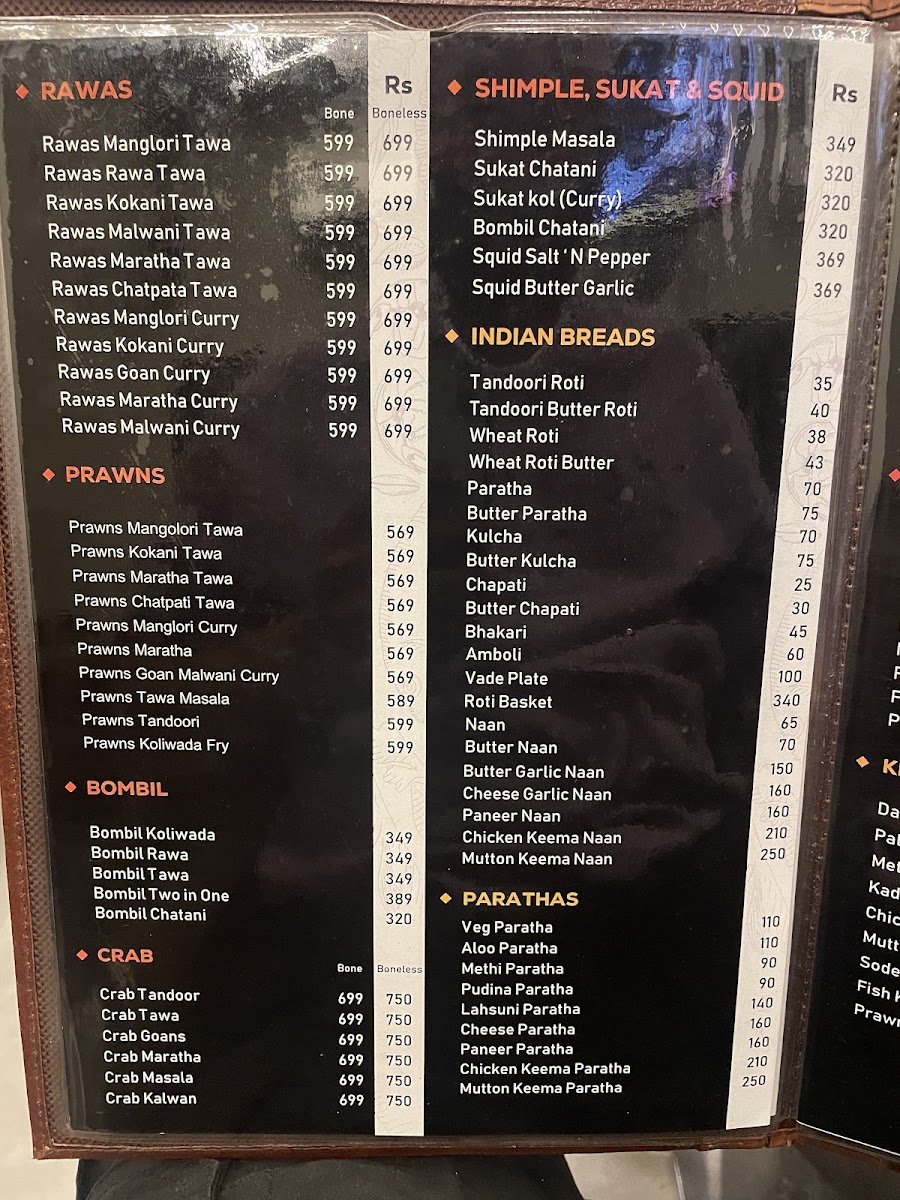 RAWAS Rs
Bone Boneless
Rawas Manglori Tawa 599 699
Rawas Rawa Tawa 599 699
Rawas Kokani Tawa 599 699
Rawas Malwani Tawa 599 699
Rawas Maratha Tawa 599 699
Rawas Chatpata Tawa 599 699
Rawas Manglori Curry 599 699
Rawas Kokani Curry 599 699
Rawas Goan Curry 599 699
Rawas Maratha Curry 599 699
Rawas Malwani Curry 599 699
PRAWNS
Prawns Mangolori Tawa 569
Prawns Kokani Tawa 569
Prawns Maratha Tawa 569
Prawns Chatpati Tawa 569
Prawns Manglori Curry 569
Prawns Maratha 569
Prawns Goan Malwani Curry 569
Prawns Tawa Masala 589
Prawns Tandoori 599
Prawns Koliwada Fry 599
BOMBIL
Bombil Koliwada 349
Bombil Rawa 349
Bombil Tawa 349
Bombil Two in One 389
Bombil Chatani 320
CRAB
Bone Boneless
Crab Tandoor 699 750
Crab Tawa 699 750
Crab Goans 699 750
Crab Maratha 699 750
Crab Masala 699 750
Crab Kalwan 699 750
SHIMPLE, SUKAT & SQUID Rs
Shimple Masala 349
Sukat Chatani 320
Sukat kol (Curry) 320
Bombil Chatani 320
Squid Salt ‘ N Pepper 369
Squid Butter Garlic 369
INDIAN BREADS
Tandoori Roti 35
Tandoori Butter Roti 40
Wheat Roti 38
Wheat Roti Butter 43
Paratha 70
Butter Paratha 75
Kulcha 70
Butter Kulcha 75
Chapati 25
Butter Chapati 30
Bhakari 45
Amboli 60
Vade Plate 100
Roti Basket 340
Naan 65
Butter Naan 70
Butter Garlic Naan 150
Cheese Garlic Naan 160
Paneer Naan 160
Chicken Keema Naan 210
Mutton Keema Naan 250
PARATHAS
Veg Paratha 110
Aloo Paratha 110
Methi Paratha 90
Pudina Paratha 90
Lahsuni Paratha 140
Cheese Paratha 160
Paneer Paratha 160
Chicken Keema Paratha 210
Mutton Keema Paratha 250